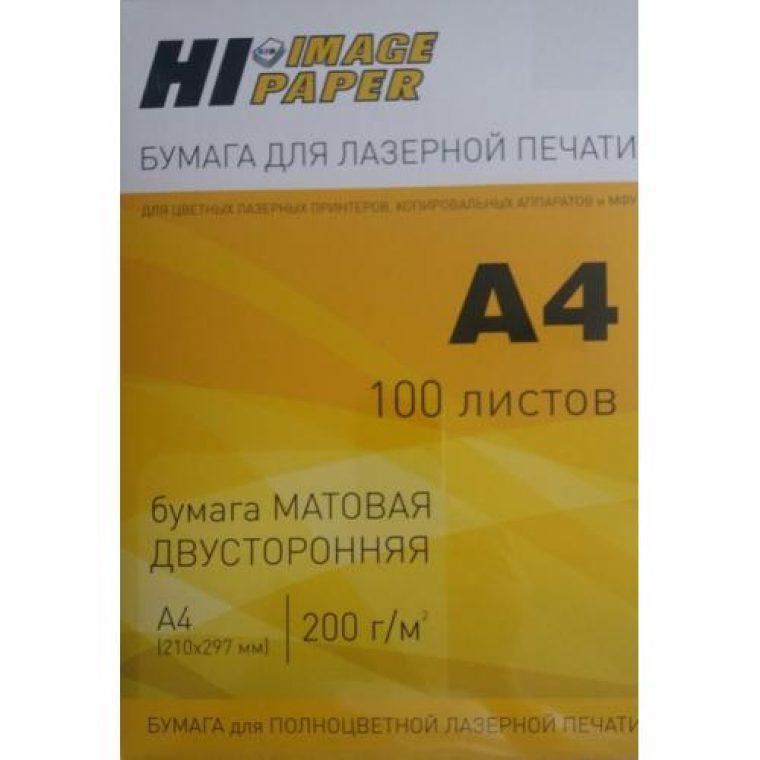 HI IMAGE
PAPER
БУМАГА ДЛЯ ЛАЗЕРНОЙ ПЕЧАТИ
ДЛЯ ЦВЕТНЫХ ЛАЗЕРНЫХ ПРИНТЕРОВ, КОПИРОВАЛЬНЫХ АППАРАТОВ и МФУ
A4
100 листов
бумага МАТОВАЯ
ДВУСТОРОННЯЯ
A4
(210x297 мм)
200 г/м²
БУМАГА для ПОЛНОЦВЕТНОЙ ЛАЗЕРНОЙ ПЕЧАТИ